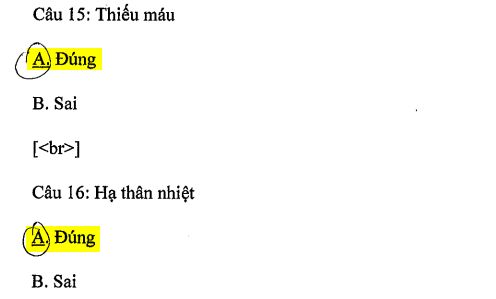 Câu 15: Thiếu máu
A. Đúng
B. Sai
[<br>]
Câu 16: Hạ thân nhiệt
A. Đúng
B. Sai